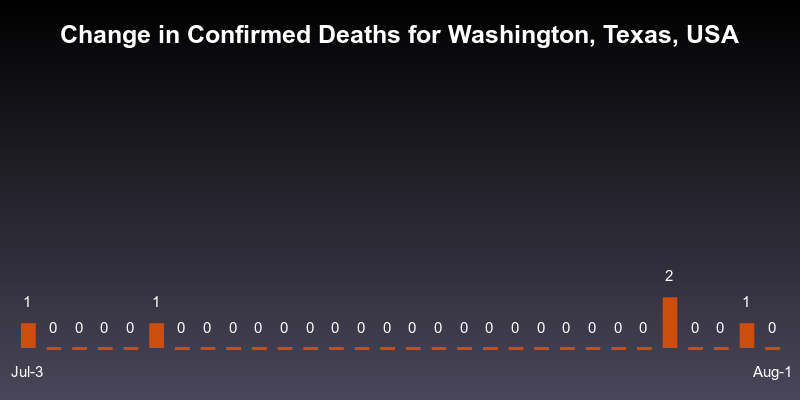 Change in Confirmed Deaths for Washington, Texas, USA
2
1 1 1
0 0 0 0 0 0 0 0 0 0 0 0 0 0 0 0 0 0 0 0 0 0 0 0 0 0
Jul-3 Aug-1